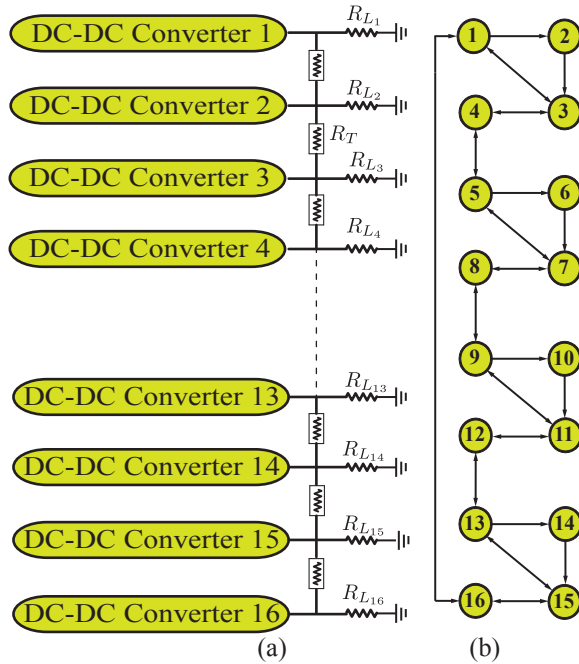 DC-DC Converter 1
R_{L_1}
DC-DC Converter 2
R_{L_2}
R_T
DC-DC Converter 3
R_{L_3}
DC-DC Converter 4
R_{L_4}
DC-DC Converter 13
R_{L_{13}}
DC-DC Converter 14
R_{L_{14}}
DC-DC Converter 15
R_{L_{15}}
DC-DC Converter 16
R_{L_{16}}
(a)
1 2
4 3
5 6
8 7
9 10
12 11
13 14
16 15
(b)